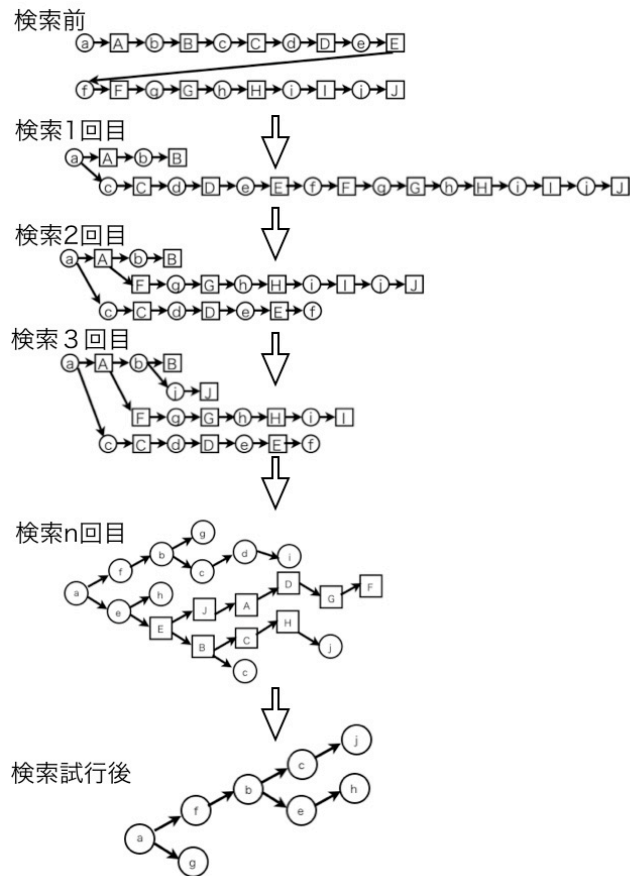 検索前
a A b B c C d D e E
f F g G h H i I j J
検索1回目
a A b B
c C d D e E f F g G h H i I j J
検索2回目
a A b B
F g G h H i I j J
c C d D e E f
検索３回目
a A b B
j J
F g G h H i I
c C d D e E f
検索n回目
g
b d i
f c
a h D F
e J A G
E H
B C j
c
検索試行後
j
c
b h
f e
a
g